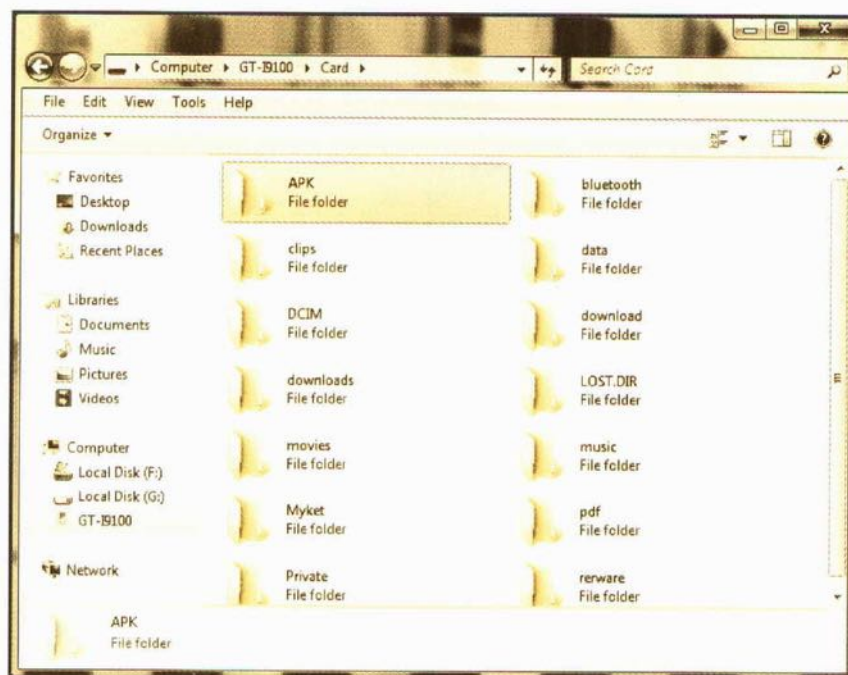 Computer ▸ GT-I9100 ▸ Card ▸
Search Card
File Edit View Tools Help
Organize
Favorites
Desktop
Downloads
Recent Places
Libraries
Documents
Music
Pictures
Videos
Computer
Local Disk (F:)
Local Disk (G:)
GT-I9100
Network
APK
File folder
bluetooth
File folder
clips
File folder
data
File folder
DCIM
File folder
download
File folder
downloads
File folder
LOST.DIR
File folder
movies
File folder
music
File folder
Myket
File folder
pdf
File folder
Private
File folder
rerware
File folder
APK
File folder